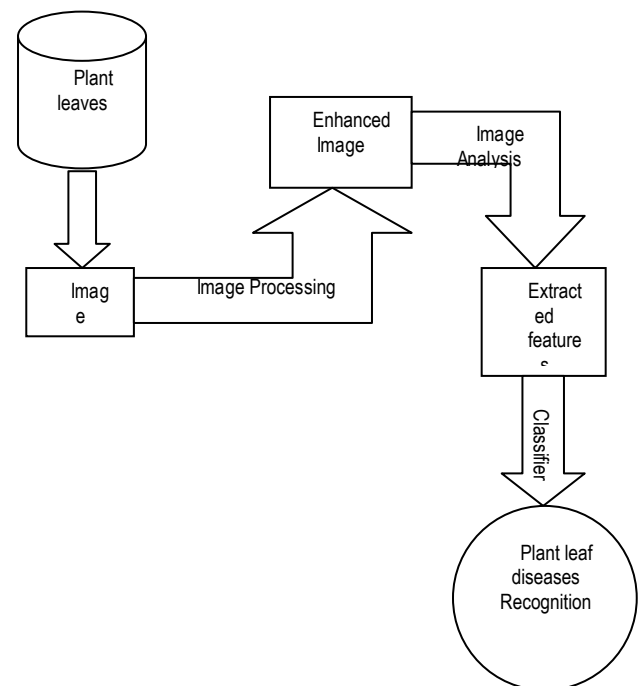 Plant
leaves
Imag
e
Image Processing
Enhanced
Image
Image
Analysis
Extract
ed
feature
s
Classifier
Plant leaf
diseases
Recognition